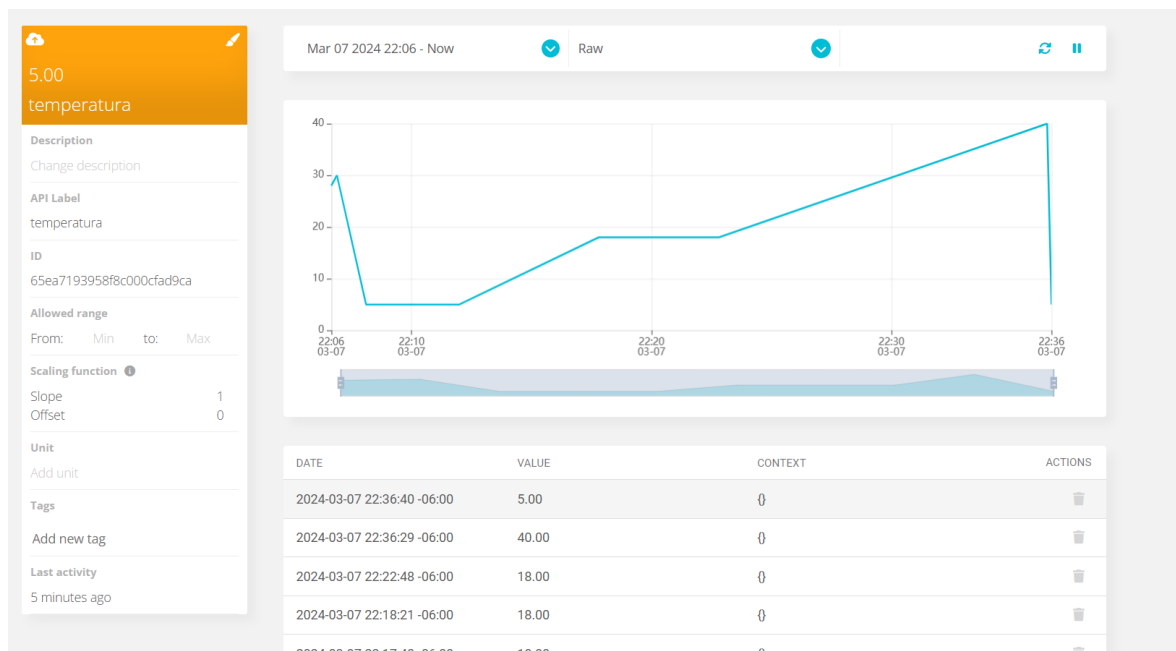 5.00
temperatura
Description
Change description
API Label
temperatura
ID
65ea7193958f8c000cfad9ca
Allowed range
From: Min to: Max
Scaling function
Slope 1
Offset 0
Unit
Add unit
Tags
Add new tag
Last activity
5 minutes ago
Mar 07 2024 22:06 - Now Raw
40
30
20
10
0
22:06 22:10 22:20 22:30 22:36
03-07 03-07 03-07 03-07 03-07
DATE VALUE CONTEXT ACTIONS
2024-03-07 22:36:40 -06:00 5.00 {}
2024-03-07 22:36:29 -06:00 40.00 {}
2024-03-07 22:22:48 -06:00 18.00 {}
2024-03-07 22:18:21 -06:00 18.00 {}